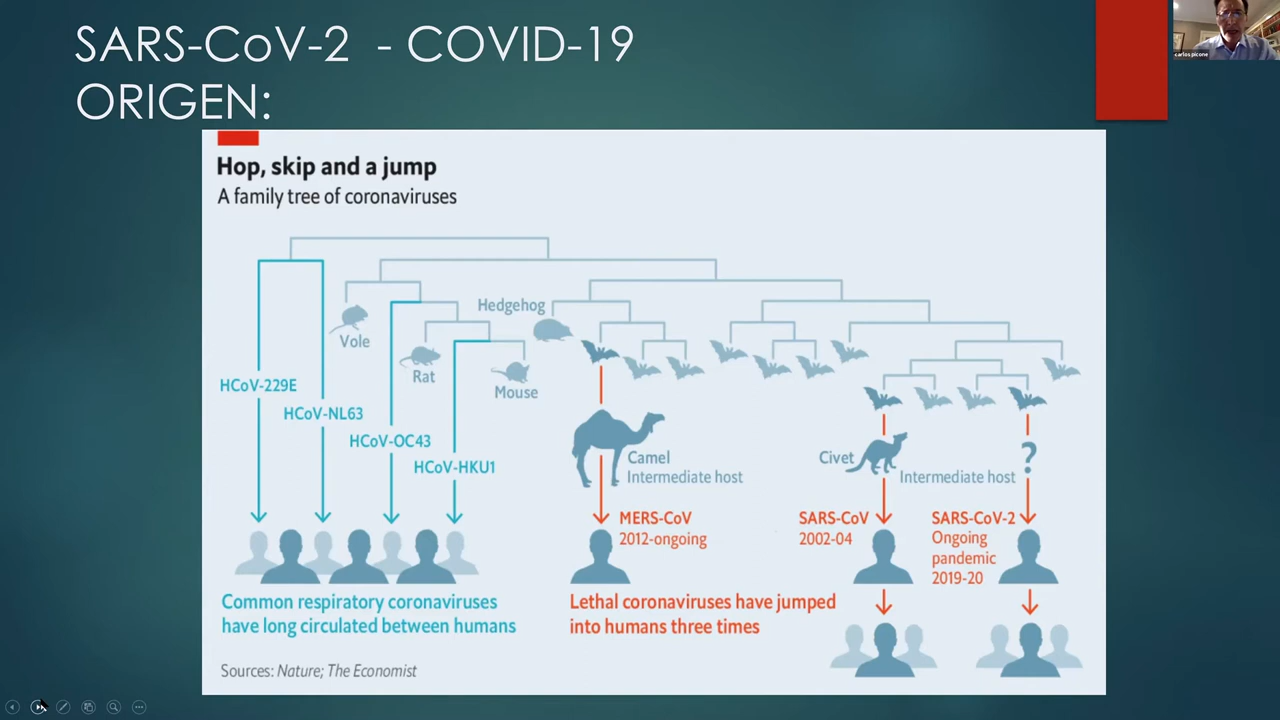 SARS-CoV-2 - COVID-19
ORIGEN:
carlos picone
Hop, skip and a jump
A family tree of coronaviruses
Hedgehog
Vole
Rat
Mouse
HCoV-229E
HCoV-NL63
HCoV-OC43
HCoV-HKU1
Camel
Intermediate host
Civet
?
Intermediate host
MERS-CoV
2012-ongoing
SARS-CoV
2002-04
SARS-CoV-2
Ongoing
pandemic
2019-20
Common respiratory coronaviruses
have long circulated between humans
Lethal coronaviruses have jumped
into humans three times
Sources: Nature; The Economist